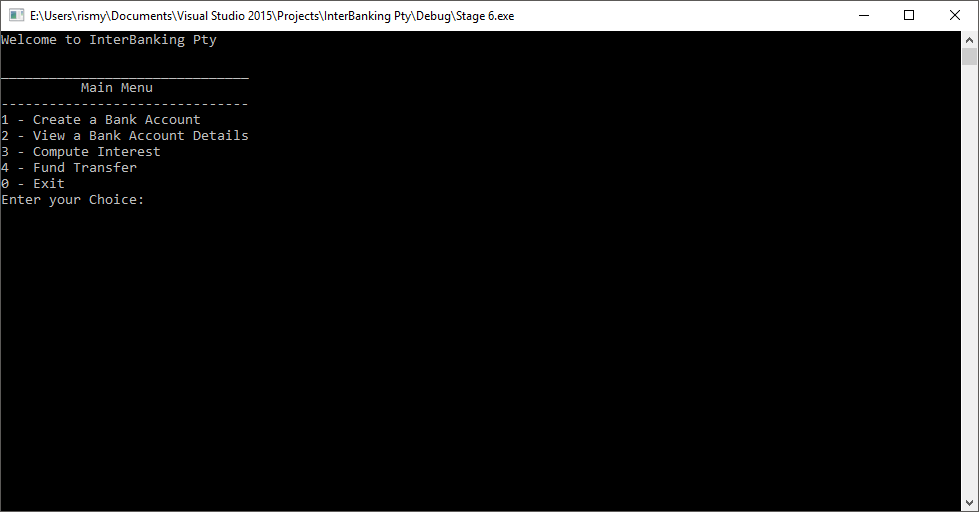 E:\Users\rismy\Documents\Visual Studio 2015\Projects\InterBanking Pty\Debug\Stage 6.exe
Welcome to InterBanking Pty
_______________________________
Main Menu
-------------------------------
1 - Create a Bank Account
2 - View a Bank Account Details
3 - Compute Interest
4 - Fund Transfer
0 - Exit
Enter your Choice: